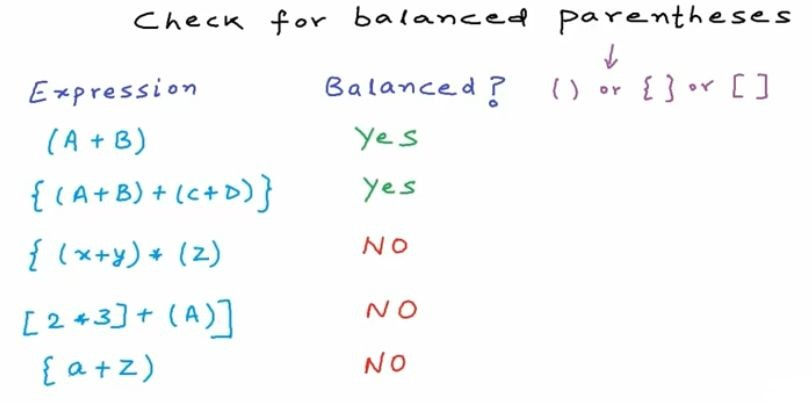 Check for balanced parentheses
Expression Balanced? () or {} or []
(A + B) Yes
{(A+B)+(C+D)} Yes
{ (x+y) * (z) NO
[2 * 3] + (A)] NO
{ a + z) NO